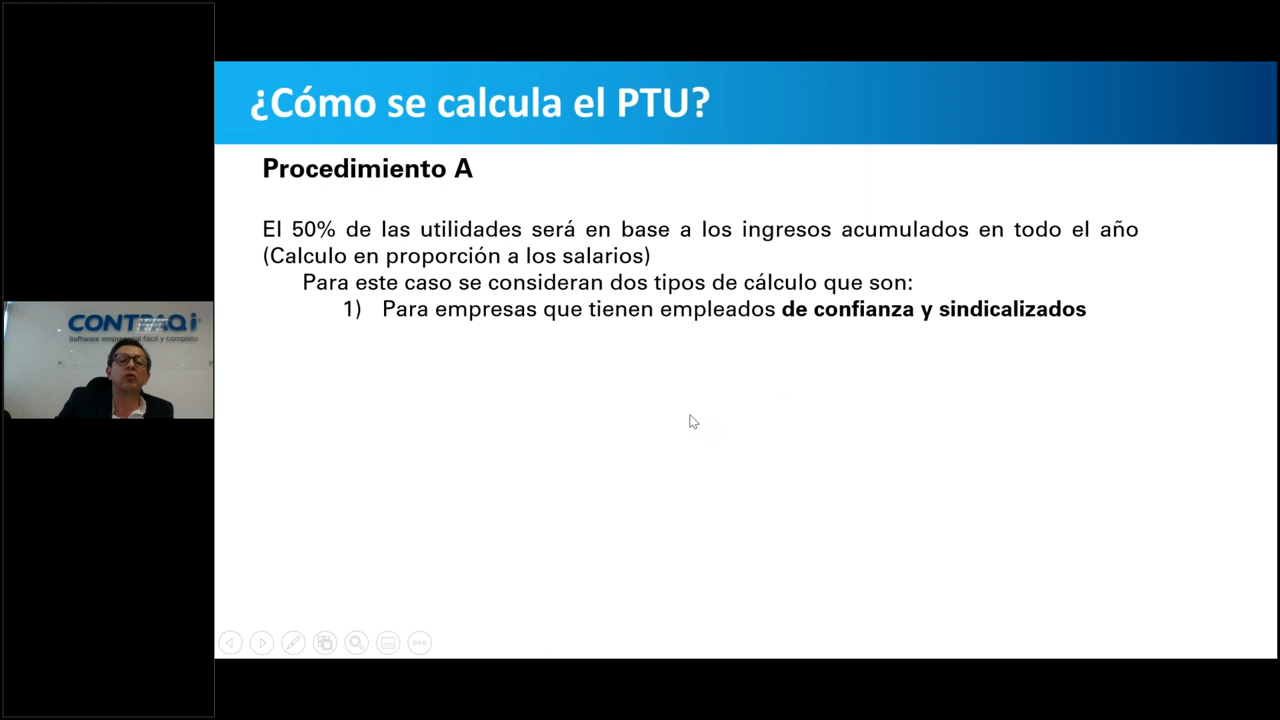 ¿Cómo se calcula el PTU?
Procedimiento A
El 50% de las utilidades será en base a los ingresos acumulados en todo el año
(Calculo en proporción a los salarios)
Para este caso se consideran dos tipos de cálculo que son:
1) Para empresas que tienen empleados de confianza y sindicalizados
CONTPAQi
Software empresarial fácil y completo